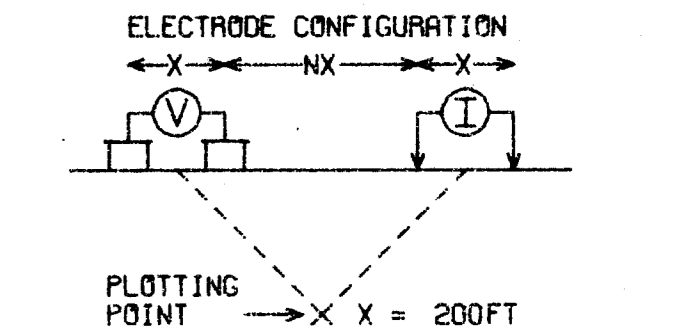 ELECTRODE CONFIGURATION
X NX X
V I
PLOTTING
POINT X = 200FT